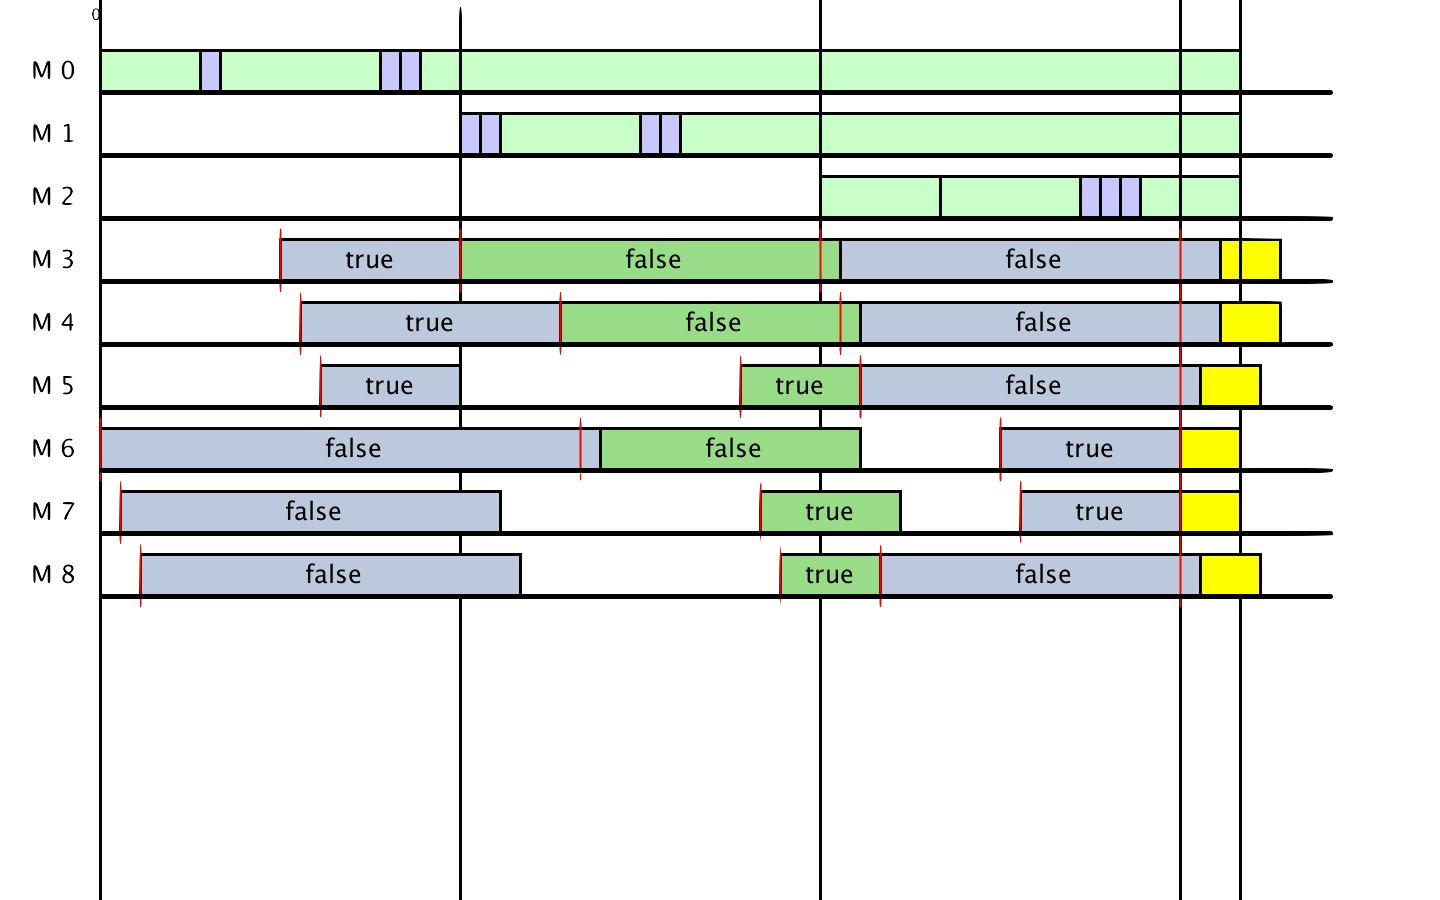 0
M 0
M 1
M 2
M 3 true false false
M 4 true false false
M 5 true true false
M 6 false false true
M 7 false true true
M 8 false true false